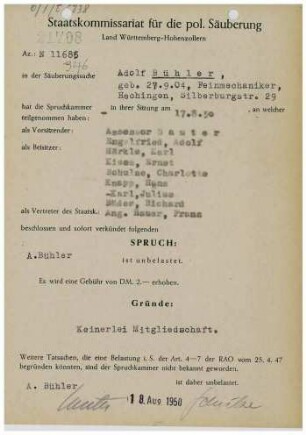 Staatskommissariat für die pol. Säuberung
21798
Land Württemberg-Hohenzollern
Az: N 11685
946
in der Säuberungssache Adolf Bühler,
geb. 27.9.04, Feinmechaniker,
Hechingen, Silberburgstr. 29
hat die Spruchkammer - in ihrer Sitzung am 17.8.50, an welcher
teilgenommen haben:
als Vorsitzender: Assessor Sauter
als Beisitzer: Engelfried, Adolf
Märkle, Karl
Ernst
Schulze, Charlotte
Knapp, Hans
Karl, Julius
Richard
als Vertreter des Staatsk.: Ang. Bauer, Franz
beschlossen und sofort verkündet folgenden
SPRUCH:
A.Bühler
ist unbelastet.
Es wird eine Gebühr von DM. 2.— erhoben.
Gründe:
Keinerlei Mitgliedschaft.
Weitere Tatsachen, die eine Belastung i.S. der Art. 4—7 der RAO vom 25. 4. 47
begründen könnten, sind der Spruchkammer nicht bekannt geworden.
A. Bühler ist daher unbelastet.
18. Aug 1950